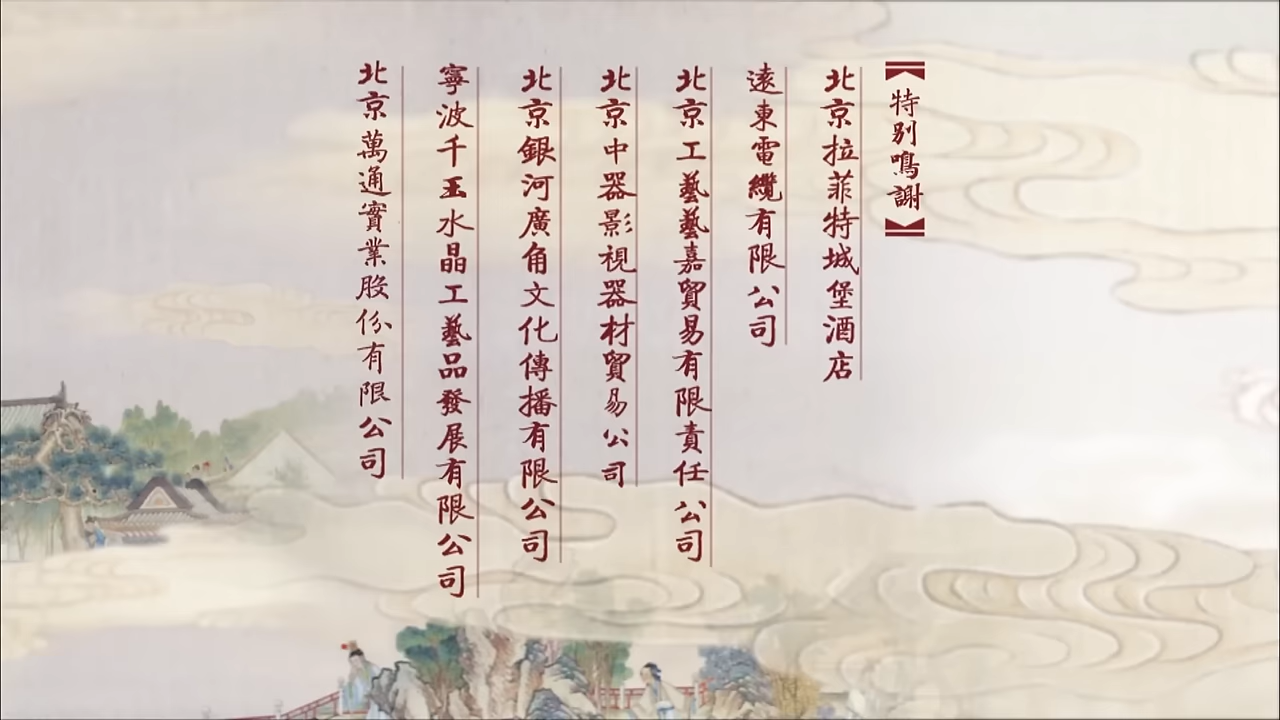 【特別鳴謝】
北京拉菲特城堡酒店
遠東電纜有限公司
北京工藝藝嘉貿易有限責任公司
北京中器影視器材貿易公司
北京銀河廣角文化傳播有限公司
寧波千玉水晶工藝品發展有限公司
北京萬通實業股份有限公司